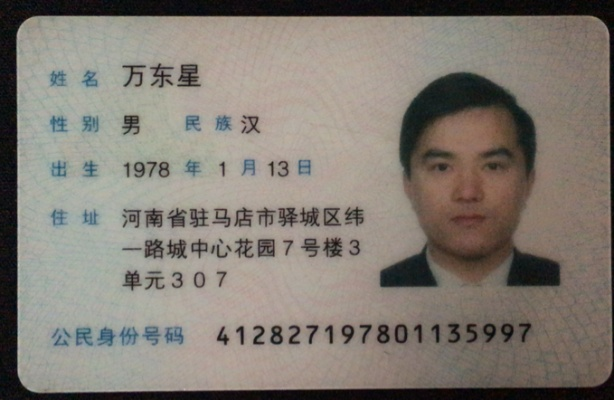 姓名 万东星
性别 男 民族 汉
出生 1978 年 1 月 13 日
住址 河南省驻马店市驿城区纬
一路城中心花园7号楼3
单元307
公民身份号码 412827197801135997